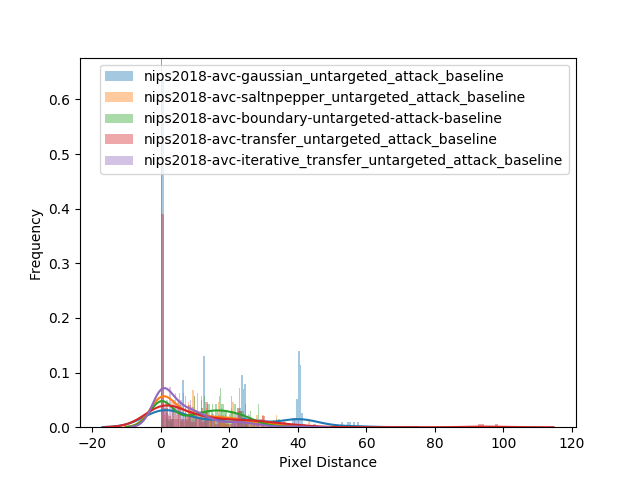 nips2018-avc-gaussian_untargeted_attack_baseline
nips2018-avc-saltnpepper_untargeted_attack_baseline
nips2018-avc-boundary-untargeted-attack-baseline
nips2018-avc-transfer_untargeted_attack_baseline
nips2018-avc-iterative_transfer_untargeted_attack_baseline
Frequency
0.6
0.5
0.4
0.3
0.2
0.1
0.0
−20 0 20 40 60 80 100 120
Pixel Distance